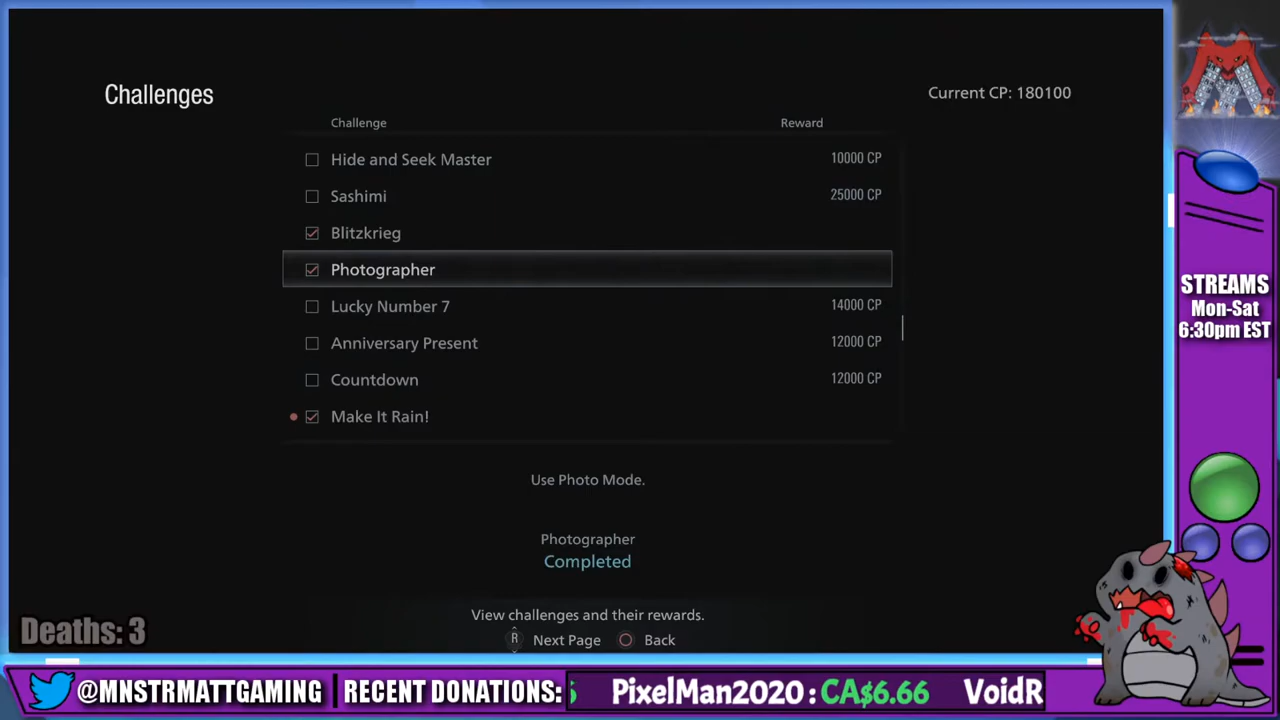 Challenges
Current CP: 180100
Challenge Reward
Hide and Seek Master 10000 CP
Sashimi 25000 CP
Blitzkrieg
Photographer
Lucky Number 7 14000 CP
Anniversary Present 12000 CP
Countdown 12000 CP
Make It Rain!
Use Photo Mode.
Photographer
Completed
View challenges and their rewards.
R Next Page Back
Deaths: 3
STREAMS
Mon-Sat
6:30pm EST
@MNSTRMATTGAMING RECENT DONATIONS: PixelMan2020 : CA$6.66 VoidR